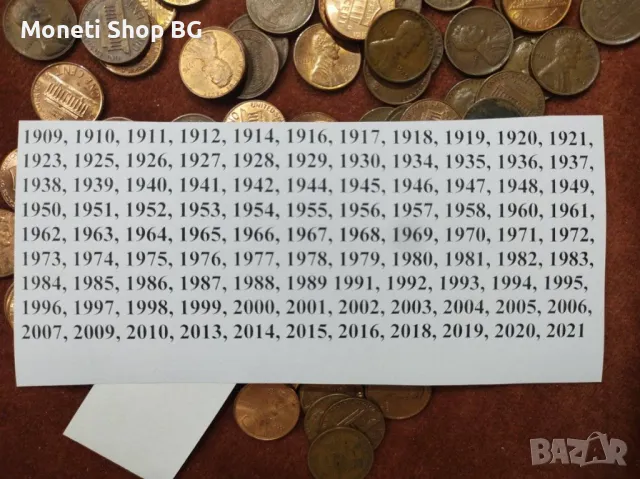 Moneti Shop BG
1909, 1910, 1911, 1912, 1914, 1916, 1917, 1918, 1919, 1920, 1921,
1923, 1925, 1926, 1927, 1928, 1929, 1930, 1934, 1935, 1936, 1937,
1938, 1939, 1940, 1941, 1942, 1944, 1945, 1946, 1947, 1948, 1949,
1950, 1951, 1952, 1953, 1954, 1955, 1956, 1957, 1958, 1960, 1961,
1962, 1963, 1964, 1965, 1966, 1967, 1968, 1969, 1970, 1971, 1972,
1973, 1974, 1975, 1976, 1977, 1978, 1979, 1980, 1981, 1982, 1983,
1984, 1985, 1986, 1987, 1988, 1989 1991, 1992, 1993, 1994, 1995,
1996, 1997, 1998, 1999, 2000, 2001, 2002, 2003, 2004, 2005, 2006,
2007, 2009, 2010, 2013, 2014, 2015, 2016, 2018, 2019, 2020, 2021
BAZAR
bg